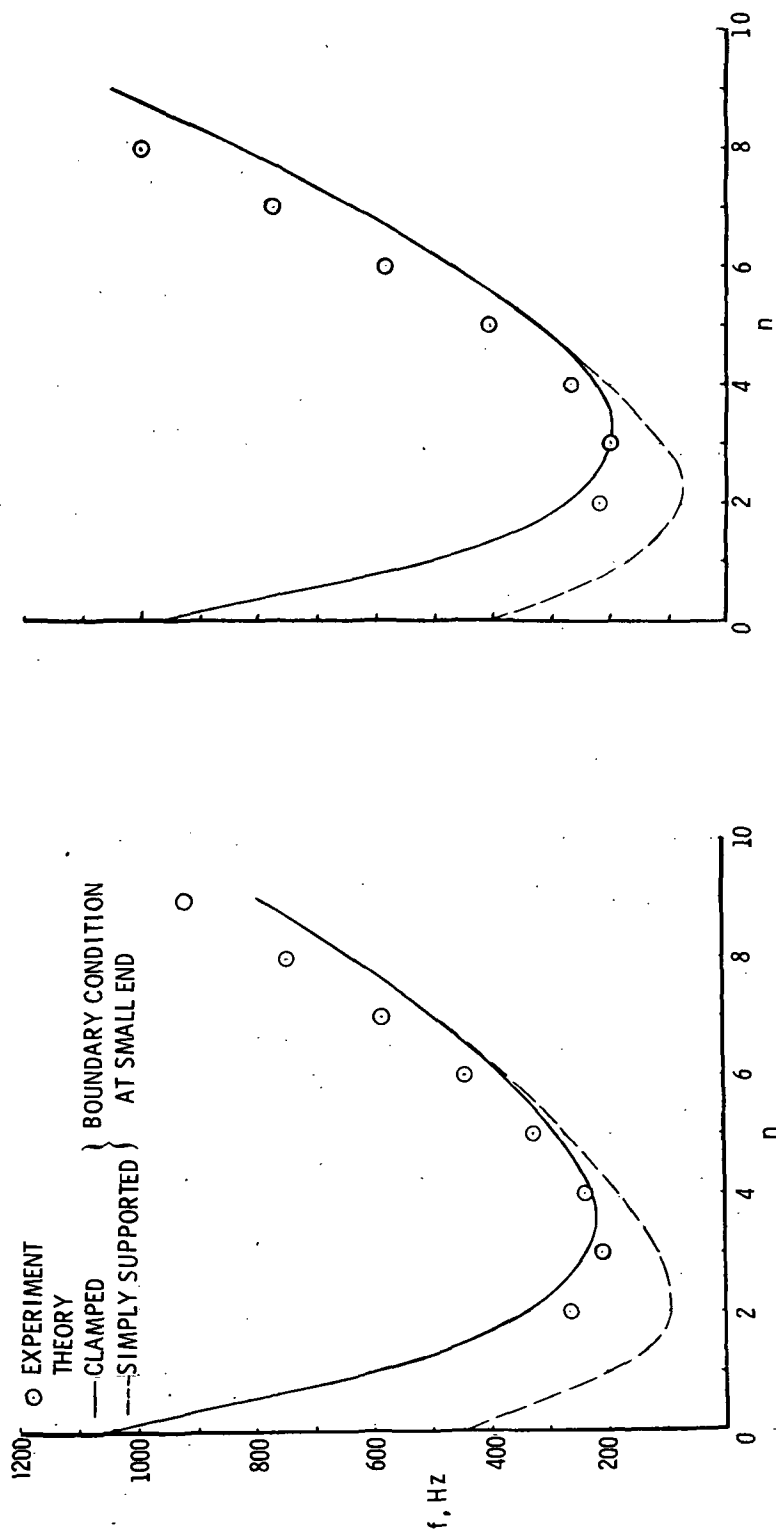 EXPERIMENT
THEORY
CLAMPED } BOUNDARY CONDITION
SIMPLY SUPPORTED } AT SMALL END
1200
1000
800
600
400
200
f, Hz
0 2 4 6 8 10
n
0 2 4 6 8 10
n